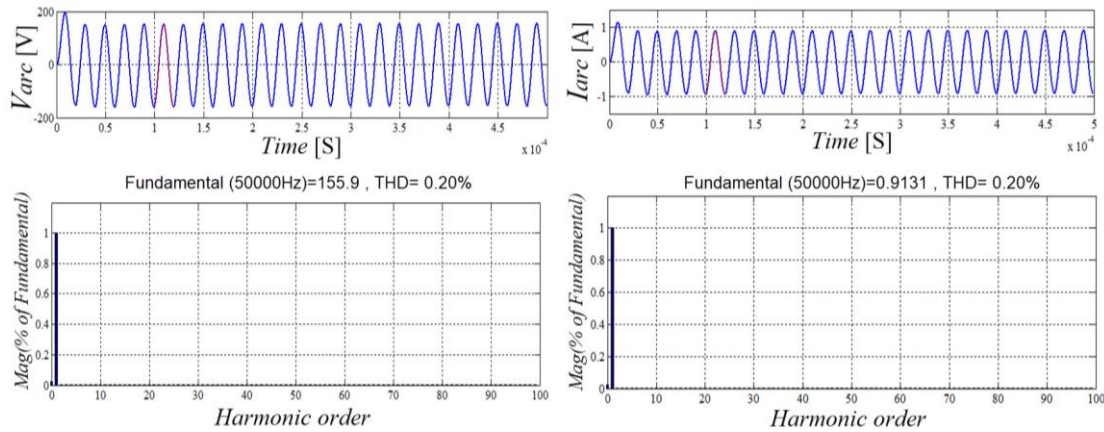 Varc [V]
200
100
0
-100
-200
0 0.5 1 1.5 2 2.5 3 3.5 4 4.5 5
Time [S]
x 10-4
Iarc [A]
1
0
-1
0 0.5 1 1.5 2 2.5 3 3.5 4 4.5 5
Time [S]
x 10-4
Fundamental (50000Hz)=155.9 , THD= 0.20%
Mag(% of Fundamental)
1
0.8
0.6
0.4
0.2
0
0 10 20 30 40 50 60 70 80 90 100
Harmonic order
Fundamental (50000Hz)=0.9131 , THD= 0.20%
Mag(% of Fundamental)
1
0.8
0.6
0.4
0.2
0
0 10 20 30 40 50 60 70 80 90 100
Harmonic order